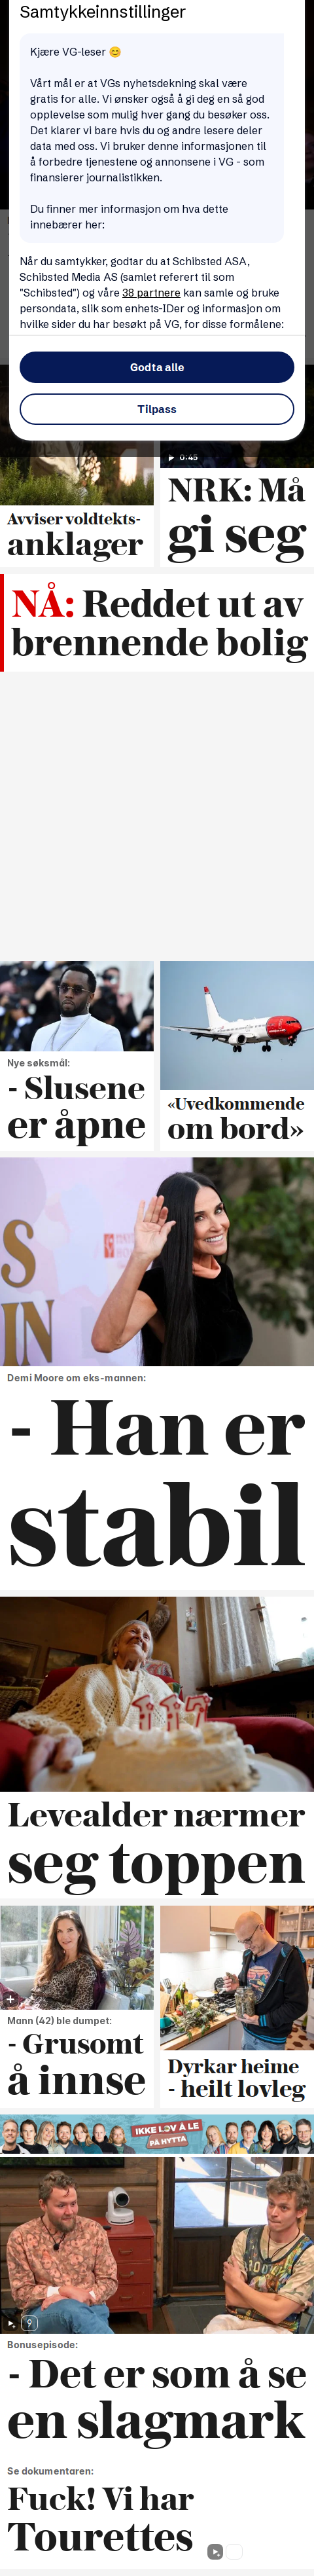 Samtykkeinnstillinger
Kjære VG-leser 😊
Vårt mål er at VGs nyhetsdekning skal være
gratis for alle. Vi ønsker også å gi deg en så god
opplevelse som mulig hver gang du besøker oss.
Det klarer vi bare hvis du og andre lesere deler
data med oss. Vi bruker denne informasjonen til
å forbedre tjenestene og annonsene i VG - som
finansierer journalistikken.
Du finner mer informasjon om hva dette
innebærer her:
Når du samtykker, godtar du at Schibsted ASA,
Schibsted Media AS (samlet referert til som
"Schibsted") og våre 38 partnere kan samle og bruke
persondata, slik som enhets-IDer og informasjon om
hvilke sider du har besøkt på VG, for disse formålene:
Godta alle
Tilpass
0:45
Avviser voldtekts-
anklager
NRK: Må
gi seg
NÅ: Reddet ut av
brennende bolig
Nye søksmål:
- Slusene
er åpne
«Uvedkommende
om bord»
S
SIN
Demi Moore om eks-mannen:
- Han er
stabil
117
Levealder nærmer
seg toppen
Mann (42) ble dumpet:
- Grusomt
å innse
Dyrkar heime
- heilt lovleg
IKKE LOV Å LE
PÅ HYTTA
9
Bonusepisode:
- Det er som å se
en slagmark
Se dokumentaren:
Fuck! Vi har
Tourettes